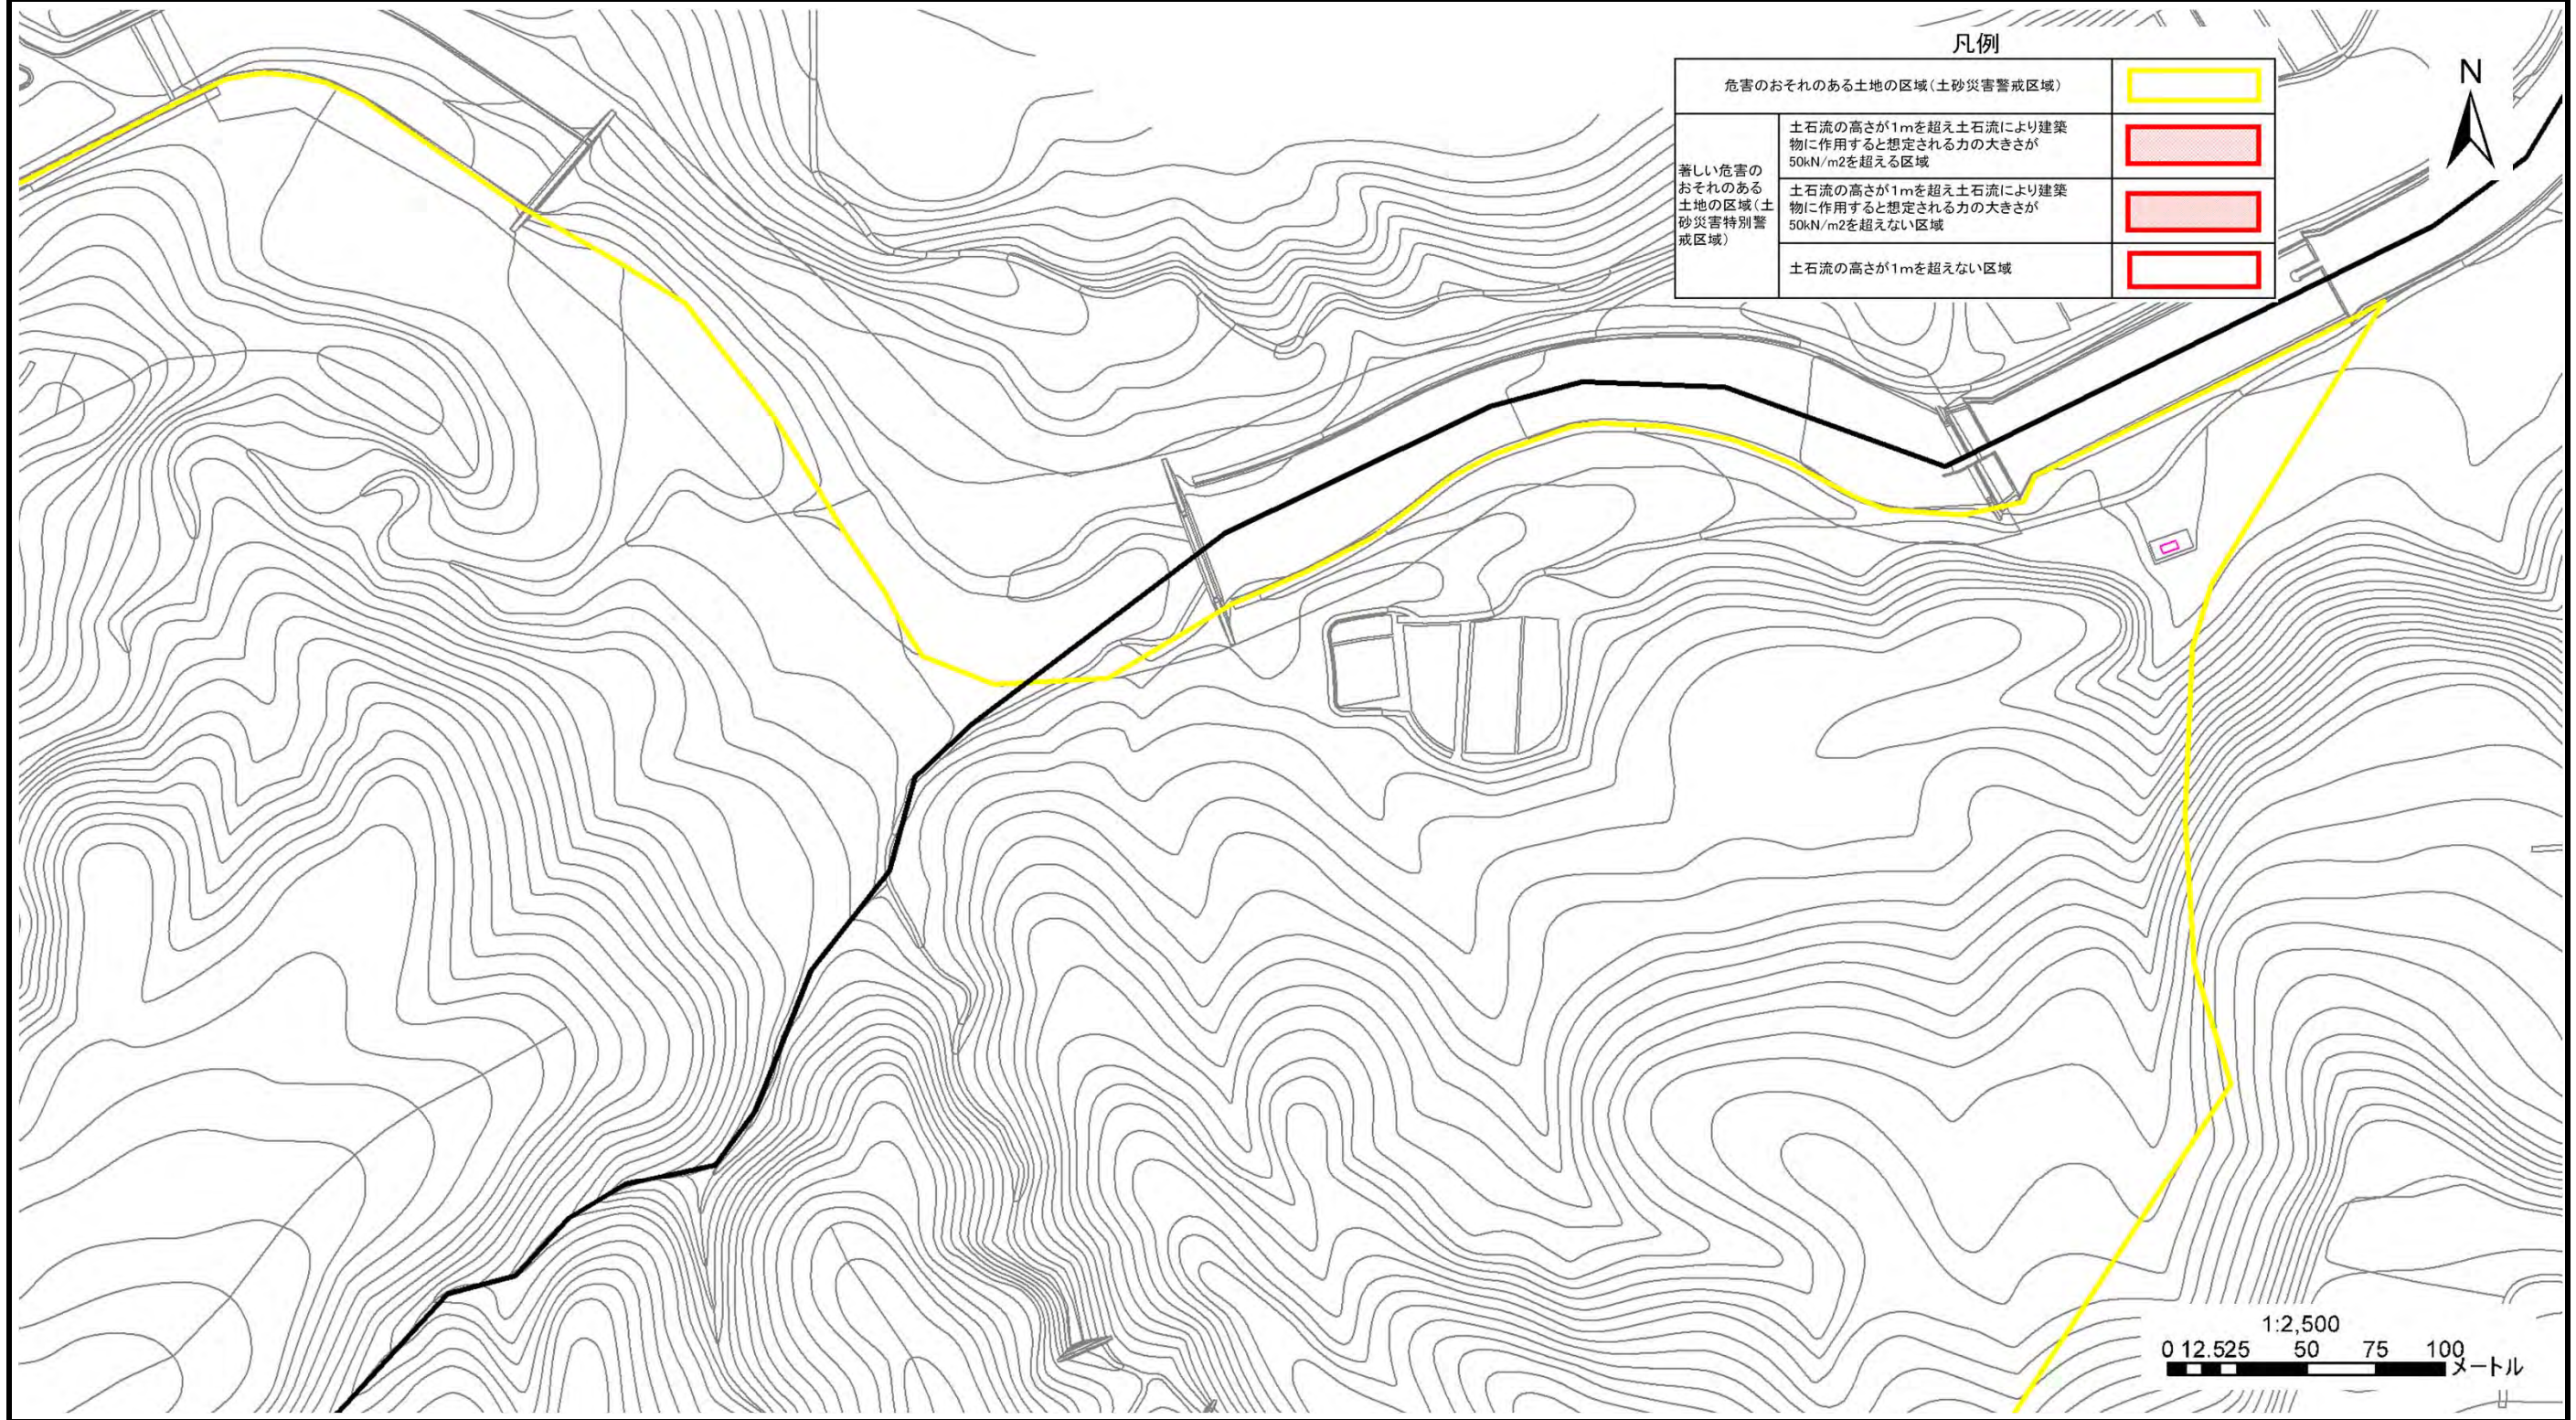 凡例
N
危害のおそれのある土地の区域(土砂災害警戒区域)
著しい危害の
おそれのある
土地の区域(土
砂災害特別警
戒区域)
土石流の高さが1mを超え土石流により建築
物に作用すると想定される力の大きさが
50kN/m2を超える区域
土石流の高さが1mを超え土石流により建築
物に作用すると想定される力の大きさが
50kN/m2を超えない区域
土石流の高さが1mを超えない区域
1:2,500
0 12.525 50 75 100
メートル